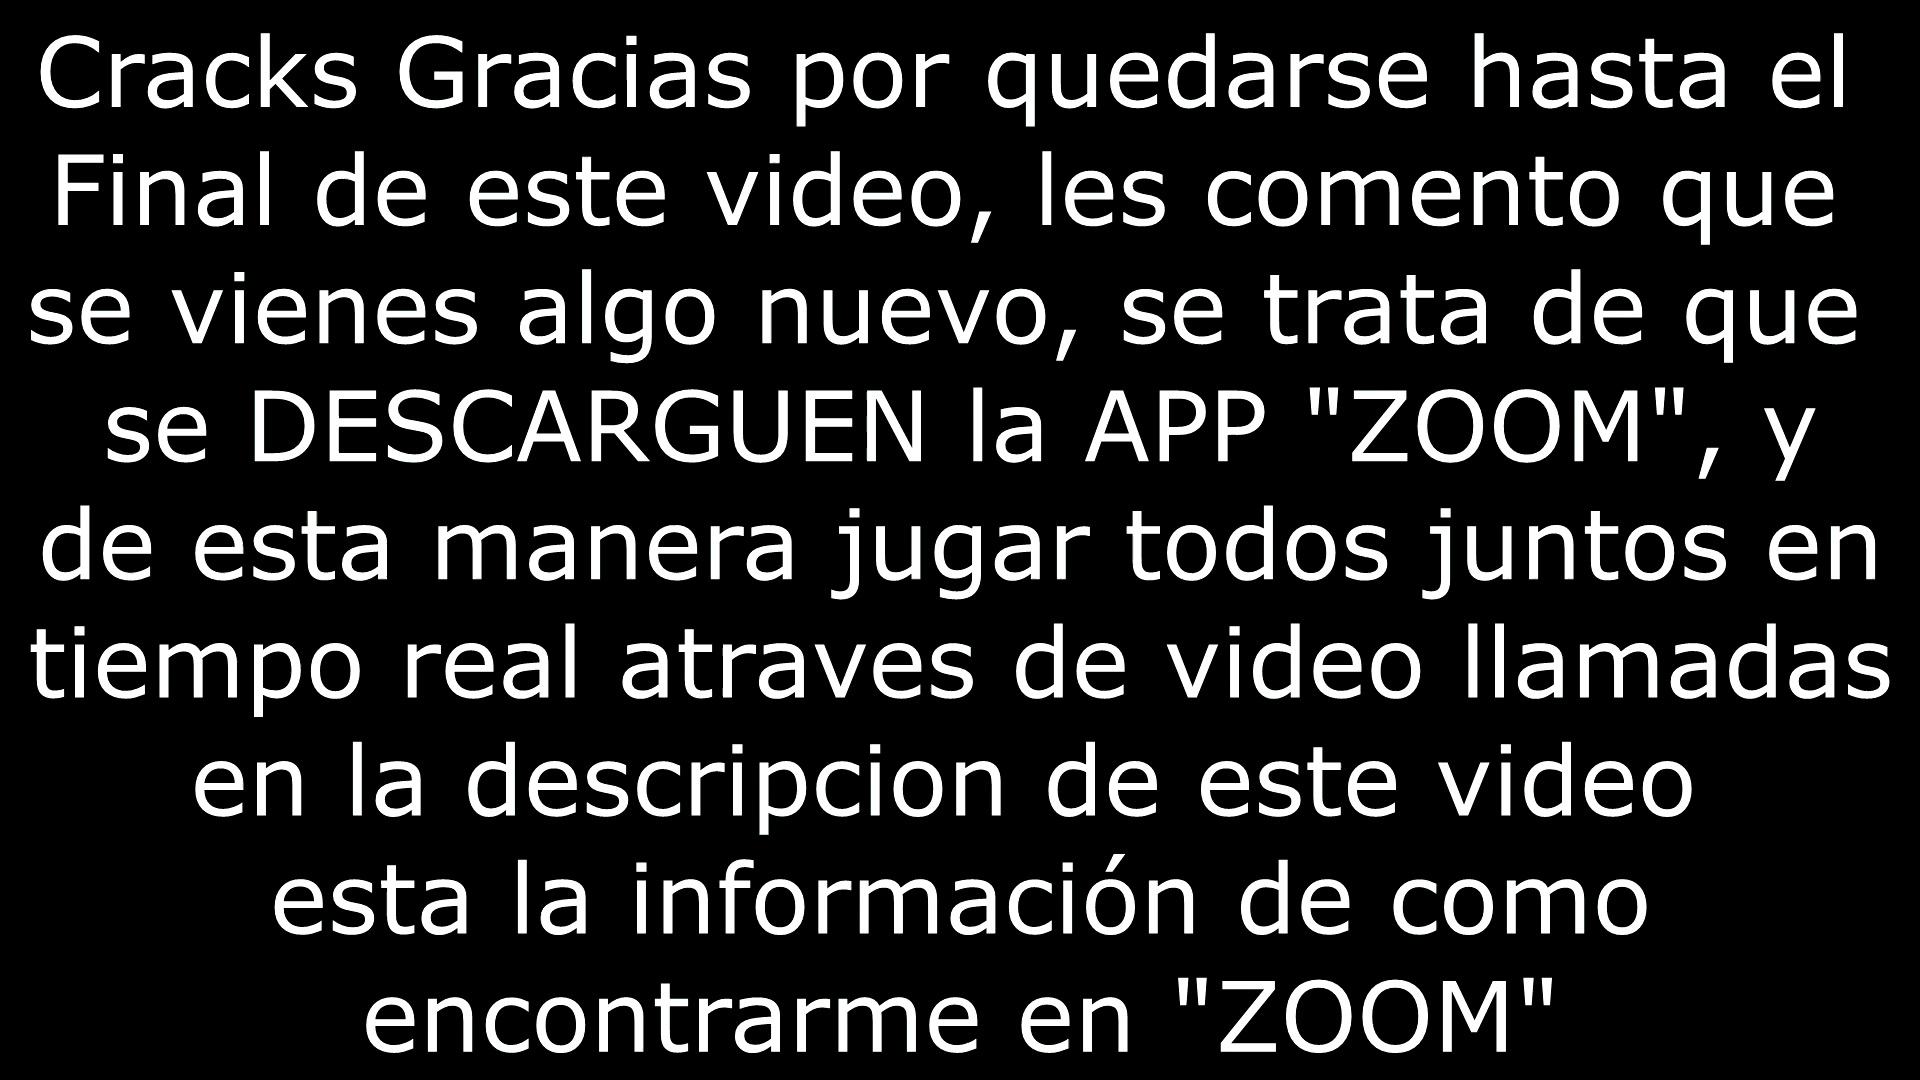 Cracks Gracias por quedarse hasta el
Final de este video, les comento que
se vienes algo nuevo, se trata de que
se DESCARGUEN la APP "ZOOM", y
de esta manera jugar todos juntos en
tiempo real atraves de video llamadas
en la descripcion de este video
esta la información de como
encontrarme en "ZOOM"